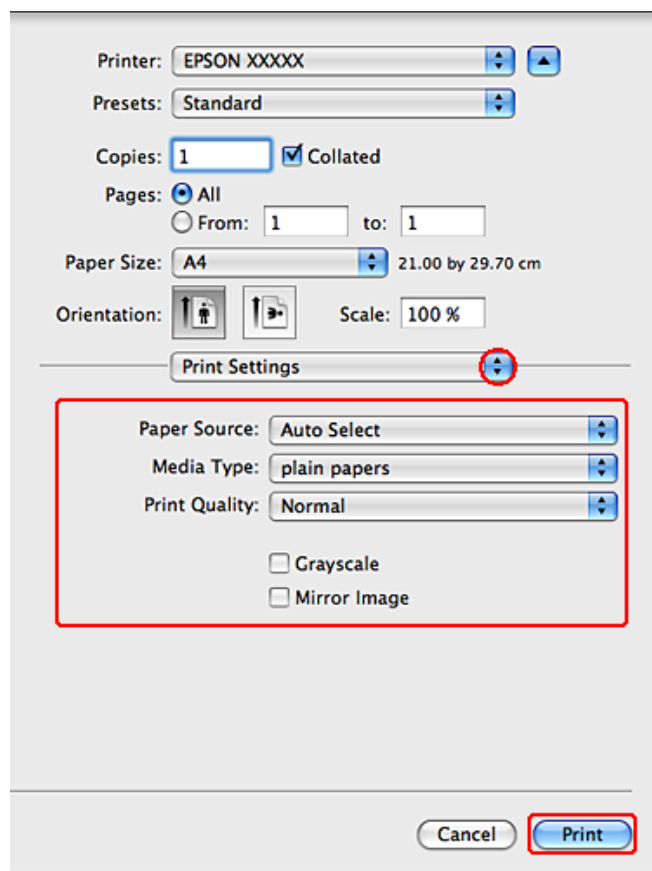 Printer: EPSON XXXXX
Presets: Standard
Copies: 1 Collated
Pages: All
From: 1 to: 1
Paper Size: A4 21.00 by 29.70 cm
Orientation: Scale: 100 %
Print Settings
Paper Source: Auto Select
Media Type: plain papers
Print Quality: Normal
Grayscale
Mirror Image
Cancel Print